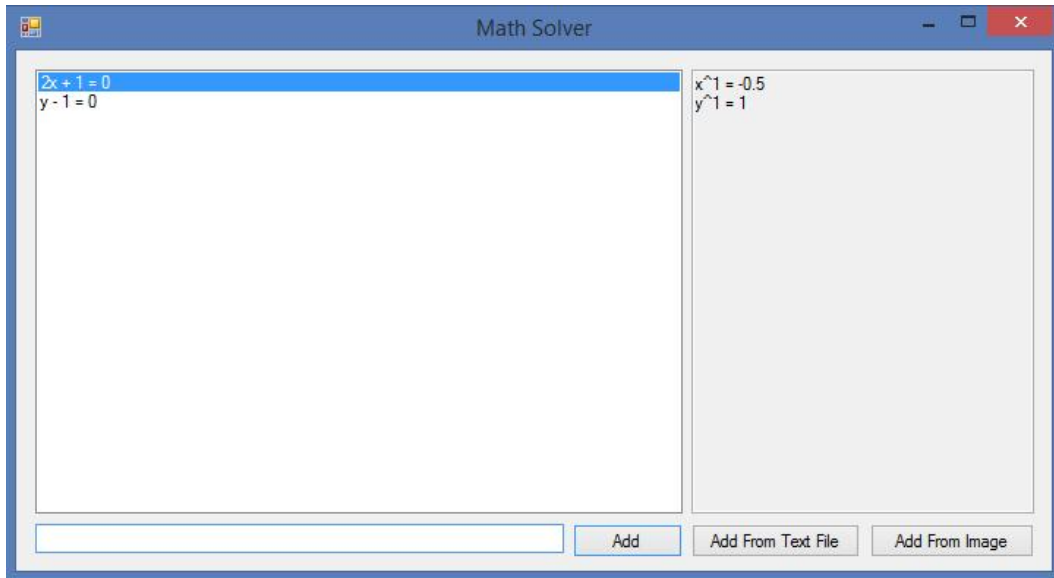 Math Solver
2x + 1 = 0
y - 1 = 0
x^1 = -0.5
y^1 = 1
Add
Add From Text File
Add From Image